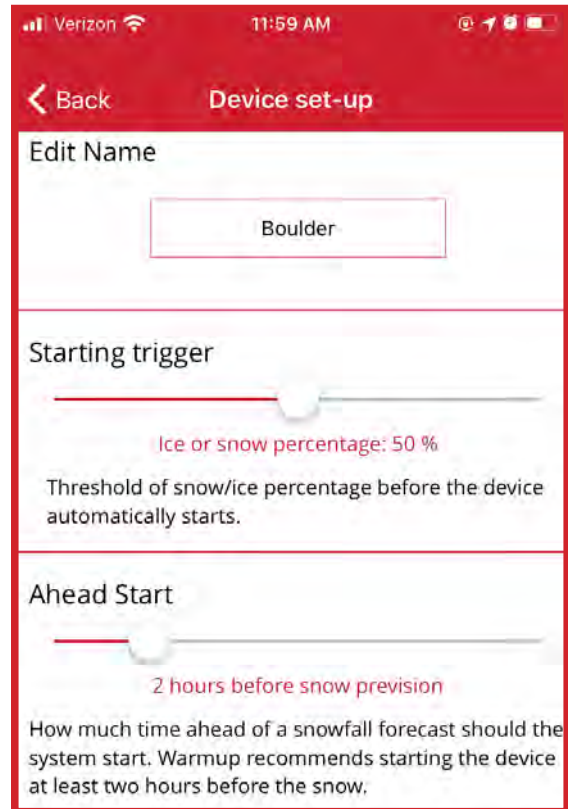 Verizon 11:59 AM
Back Device set-up
Edit Name
Boulder
Starting trigger
Ice or snow percentage: 50 %
Threshold of snow/ice percentage before the device
automatically starts.
Ahead Start
2 hours before snow prevision
How much time ahead of a snowfall forecast should the
system start. Warmup recommends starting the device
at least two hours before the snow.